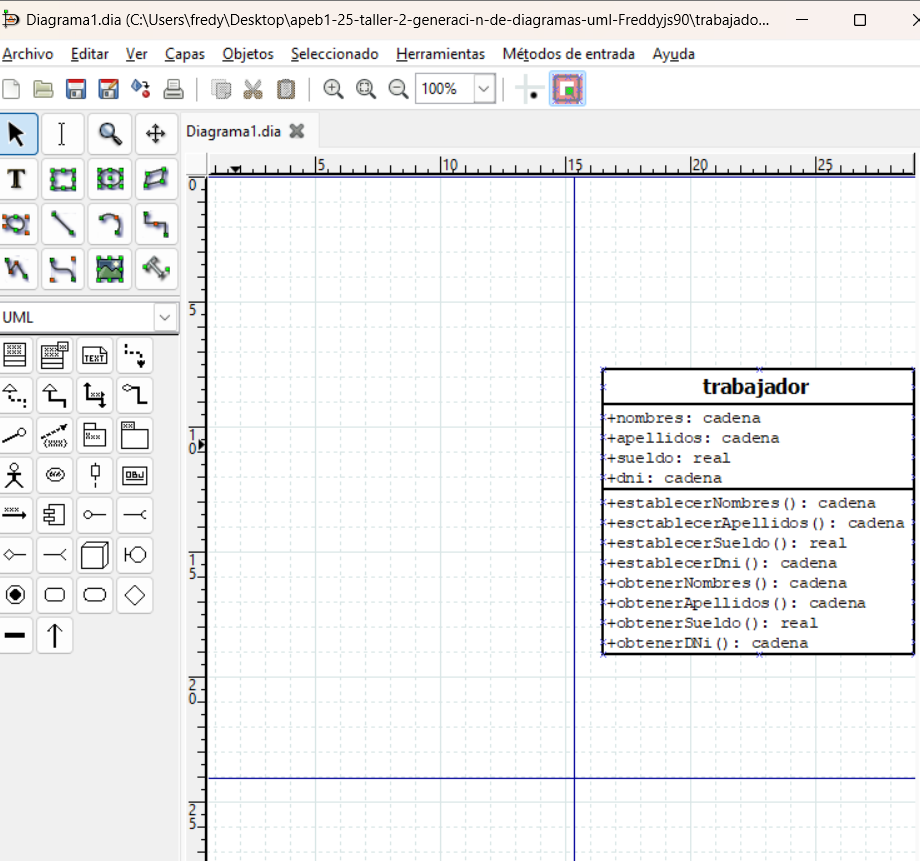 Diagrama1.dia (C:\Users\fredy\Desktop\apeb1-25-taller-2-generaci-n-de-diagramas-uml-Freddyjs90\trabajado...
Archivo Editar Ver Capas Objetos Seleccionado Herramientas Métodos de entrada Ayuda
100%
Diagrama1.dia
5 10 15 20 25
0
T
5
UML
TEXT
trabajador
+nombres: cadena
+apellidos: cadena
10
+sueldo: real
+dni: cadena
OBJ
+establecerNombres(): cadena
+esctablecerApellidos(): cadena
+establecerSueldo(): real
15
+establecerDni(): cadena
+obtenerNombres(): cadena
+obtenerApellidos(): cadena
+obtenerSueldo(): real
+obtenerDNi(): cadena
20
25